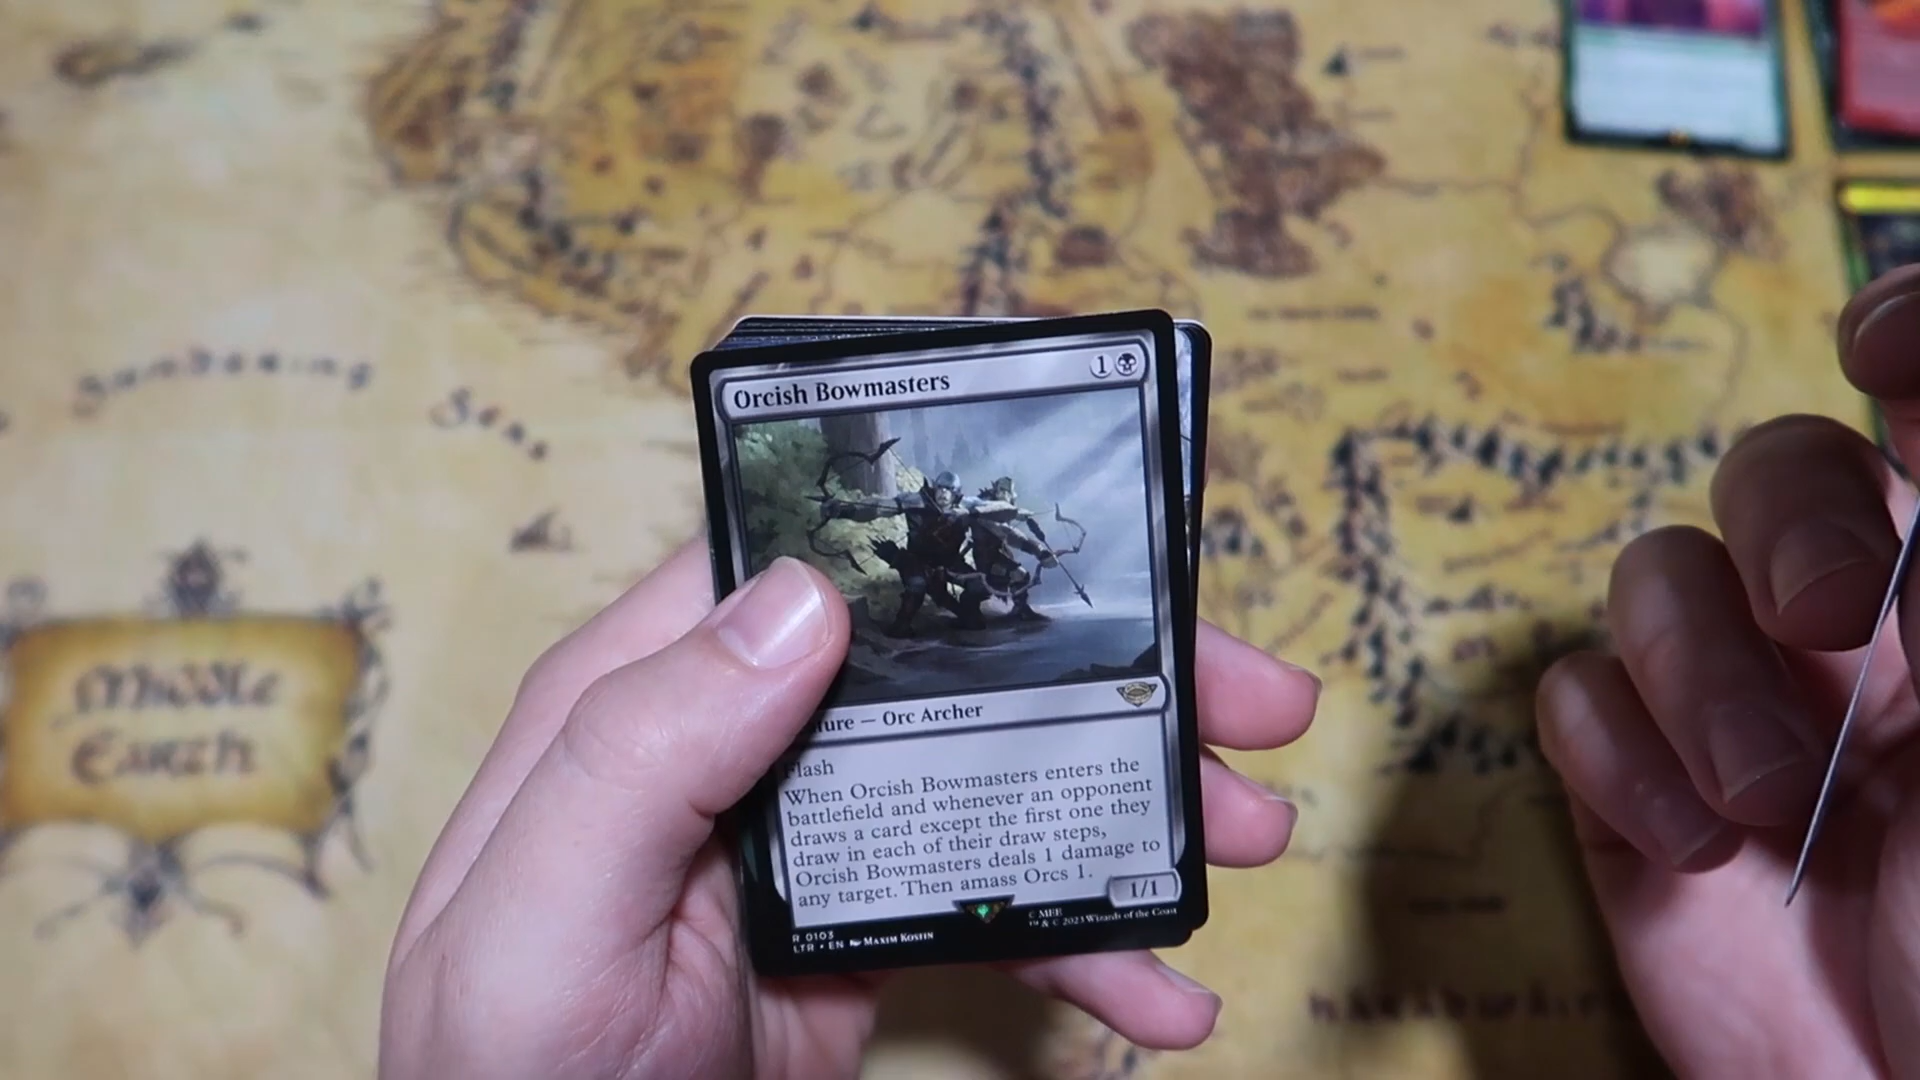 Orcish Bowmasters
1
ture — Orc Archer
Flash
When Orcish Bowmasters enters the
battlefield and whenever an opponent
draws a card except the first one they
draw in each of their draw steps,
Orcish Bowmasters deals 1 damage to
any target. Then amass Orcs 1.
1/1
R 0103
LTR • EN Maxim Kostin
© MEE
™ & © 2023 Wizards of the Coast
Sundering
Seas
Middle
Earth